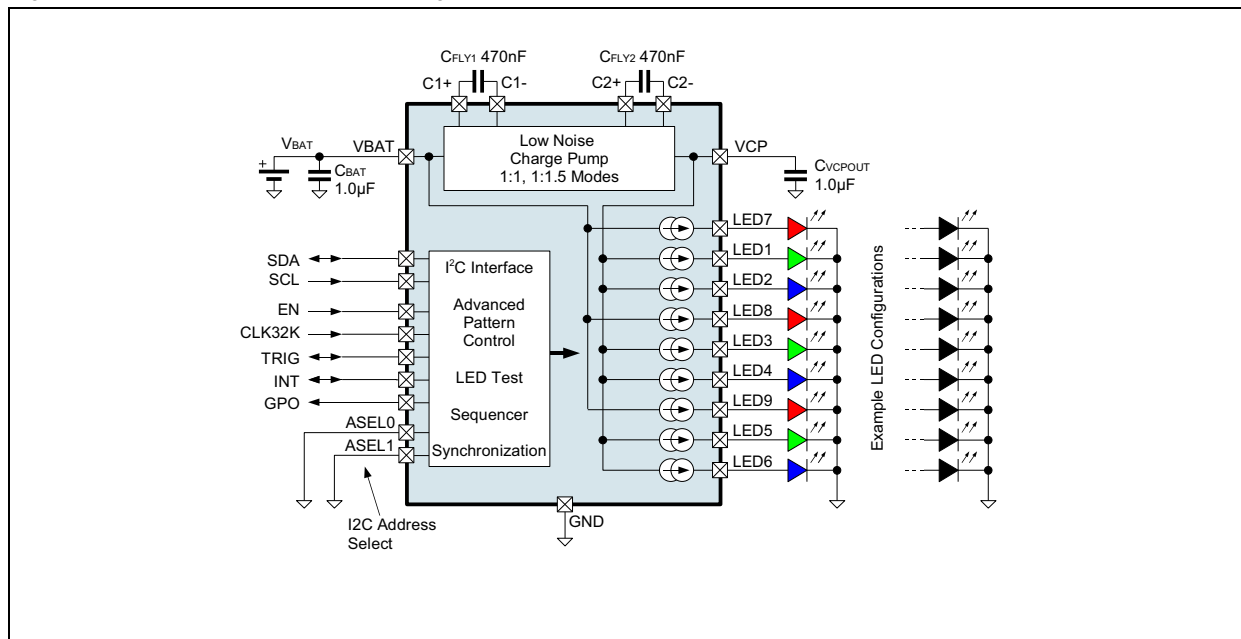 CFLY1 470nF
CFLY2 470nF
C1+
C1-
C2+
C2-
VBAT
VBAT
Low Noise
Charge Pump
1:1, 1:1.5 Modes
VCP
+
CBAT
1.0µF
CVCPOUT
1.0µF
LED7
LED1
LED2
LED8
LED3
LED4
LED9
LED5
LED6
SDA
SCL
EN
CLK32K
TRIG
INT
GPO
ASEL0
ASEL1
I²C Interface
Advanced
Pattern
Control
LED Test
Sequencer
Synchronization
Example LED Configurations
GND
I2C Address
Select